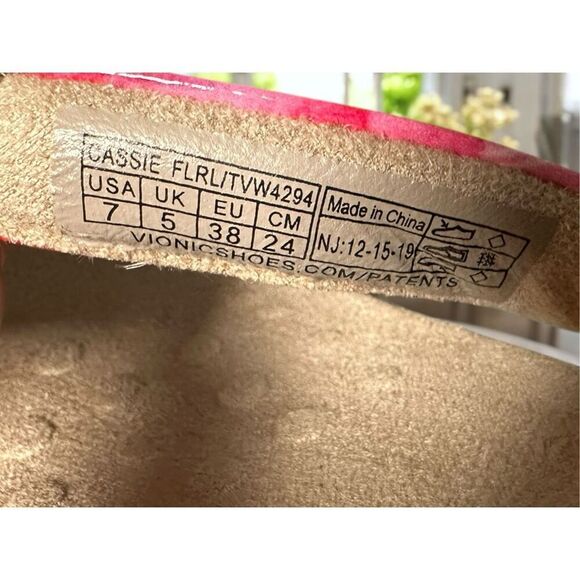 CASSIE FLRL/TVW4294
USA UK EU CM
7 5 38 24
Made in China
NJ:12-15-19
VIONICSHOES.COM/PATENTS